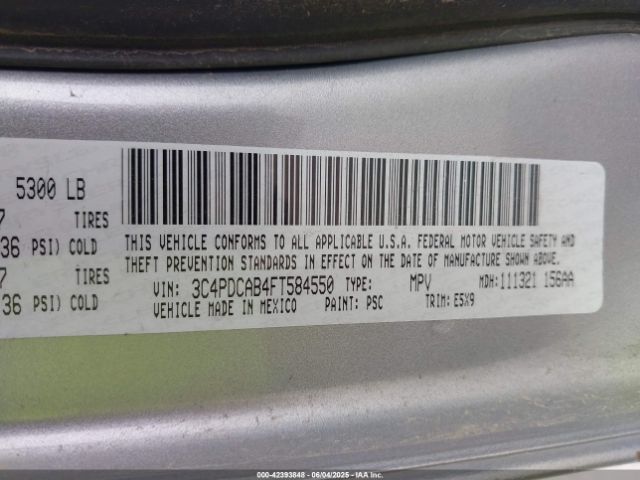 5300 LB
7 TIRES
36 PSI) COLD
7 TIRES
36 PSI) COLD
THIS VEHICLE CONFORMS TO ALL APPLICABLE U.S.A. FEDERAL MOTOR VEHICLE SAFETY AND
THEFT PREVENTION STANDARDS IN EFFECT ON THE DATE OF MANUFACTURE SHOWN ABOVE.
VIN: 3C4PDCAB4FT584550 TYPE: MPV MDH: 111321 156AA
VEHICLE MADE IN MEXICO PAINT: PSC TRIM: E5X9
000-42393848 - 06/04/2025 - IAA Inc.